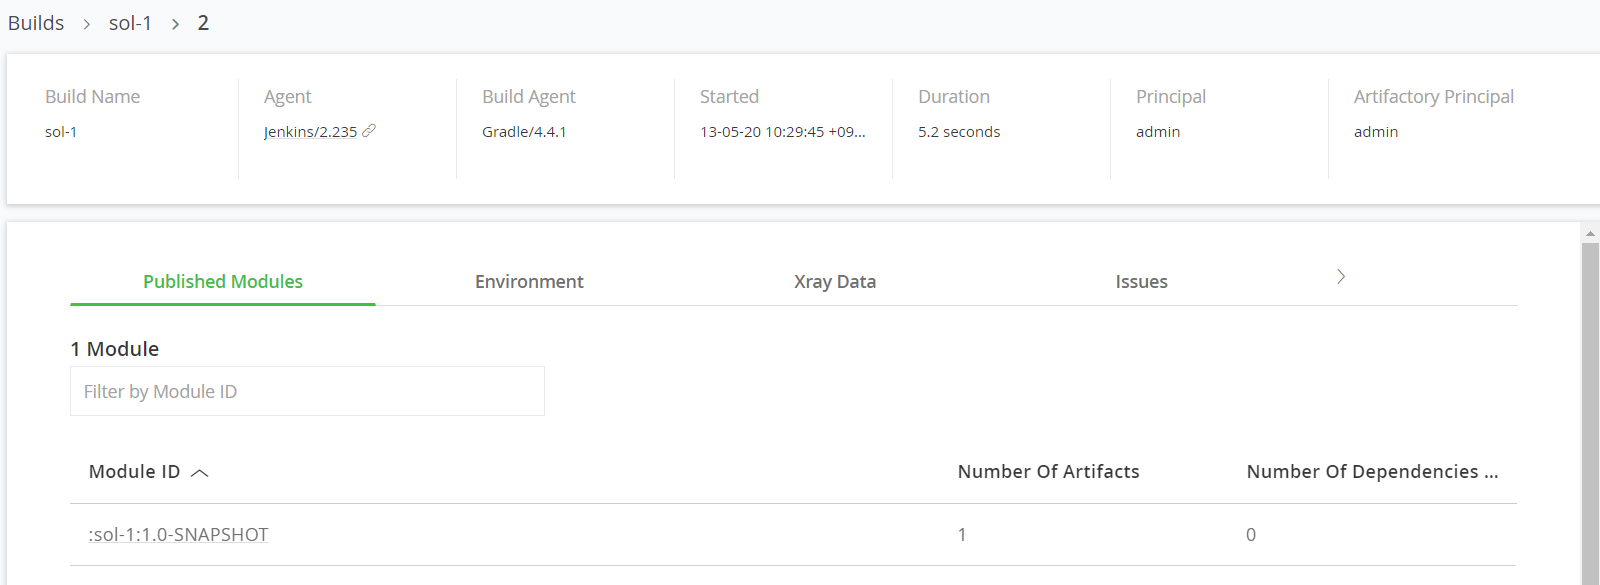 Builds > sol-1 > 2
Build Name Agent Build Agent Started Duration Principal Artifactory Principal
sol-1 Jenkins/2.235 Gradle/4.4.1 13-05-20 10:29:45 +09... 5.2 seconds admin admin
Published Modules Environment Xray Data Issues >
1 Module
Filter by Module ID
Module ID Number Of Artifacts Number Of Dependencies ...
:sol-1:1.0-SNAPSHOT 1 0